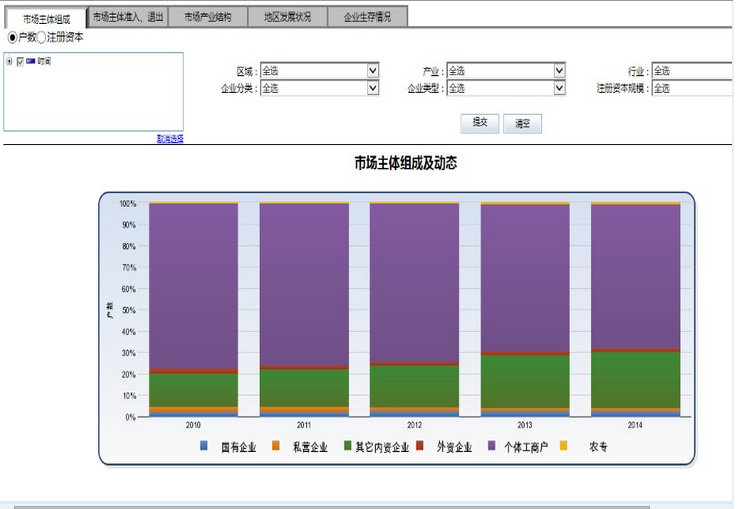 市场主体组成 市场主体准入、退出 市场产业结构 地区发展状况 企业生存情况
户数 注册资本
时间
区域： 全选 产业： 全选 行业： 全选
企业分类： 全选 企业类型： 全选 注册资本规模： 全选
提交 清空
取消选择
市场主体组成及动态
100%
90%
80%
70%
60%
50%
户数
40%
30%
20%
10%
0%
2010 2011 2012 2013 2014
国有企业 私营企业 其它内资企业 外资企业 个体工商户 农专